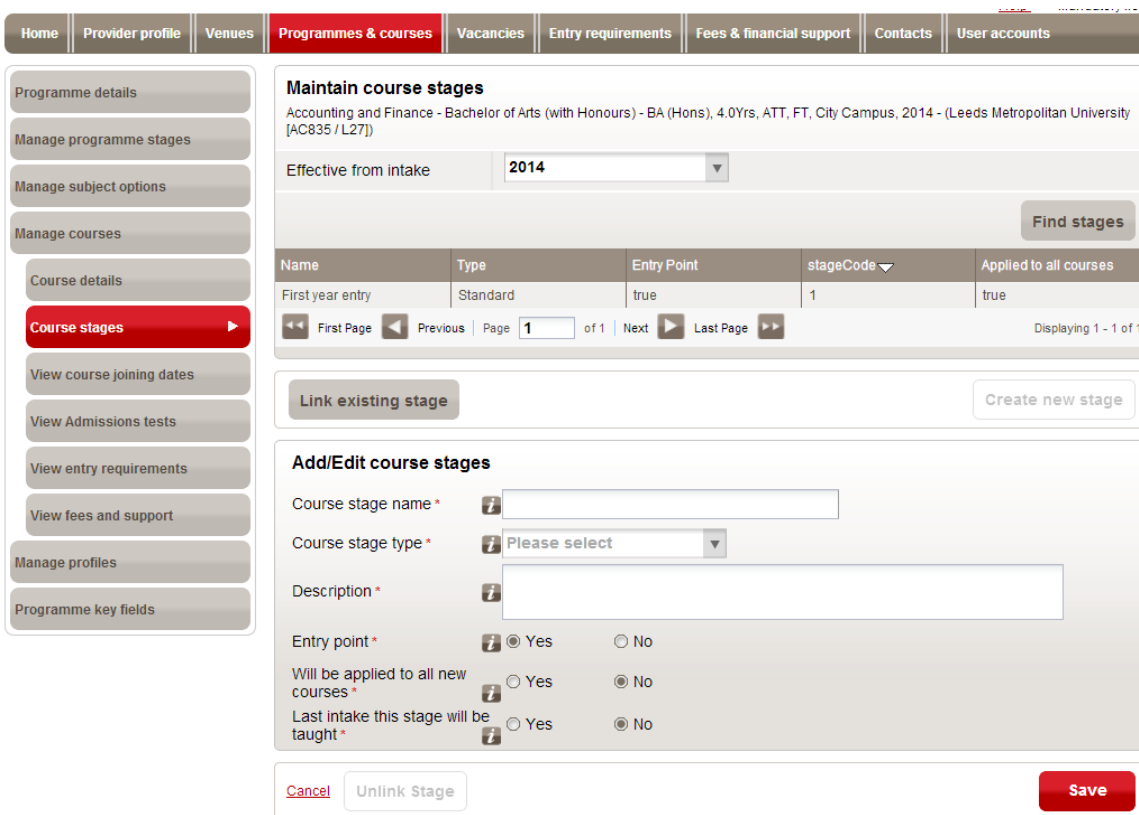 Home Provider profile Venues Programmes & courses Vacancies Entry requirements Fees & financial support Contacts User accounts
Programme details
Manage programme stages
Manage subject options
Manage courses
Course details
Course stages
View course joining dates
View Admissions tests
View entry requirements
View fees and support
Manage profiles
Programme key fields
Maintain course stages
Accounting and Finance - Bachelor of Arts (with Honours) - BA (Hons), 4.0Yrs, ATT, FT, City Campus, 2014 - (Leeds Metropolitan University
[AC835 / L27])
Effective from intake 2014
Find stages
Name Type Entry Point stageCode Applied to all courses
First year entry Standard true 1 true
First Page Previous Page 1 of 1 Next Last Page Displaying 1 - 1 of 1
Link existing stage Create new stage
Add/Edit course stages
Course stage name *
Course stage type * Please select
Description *
Entry point * Yes No
Will be applied to all new
courses * Yes No
Last intake this stage will be
taught * Yes No
Cancel Unlink Stage Save